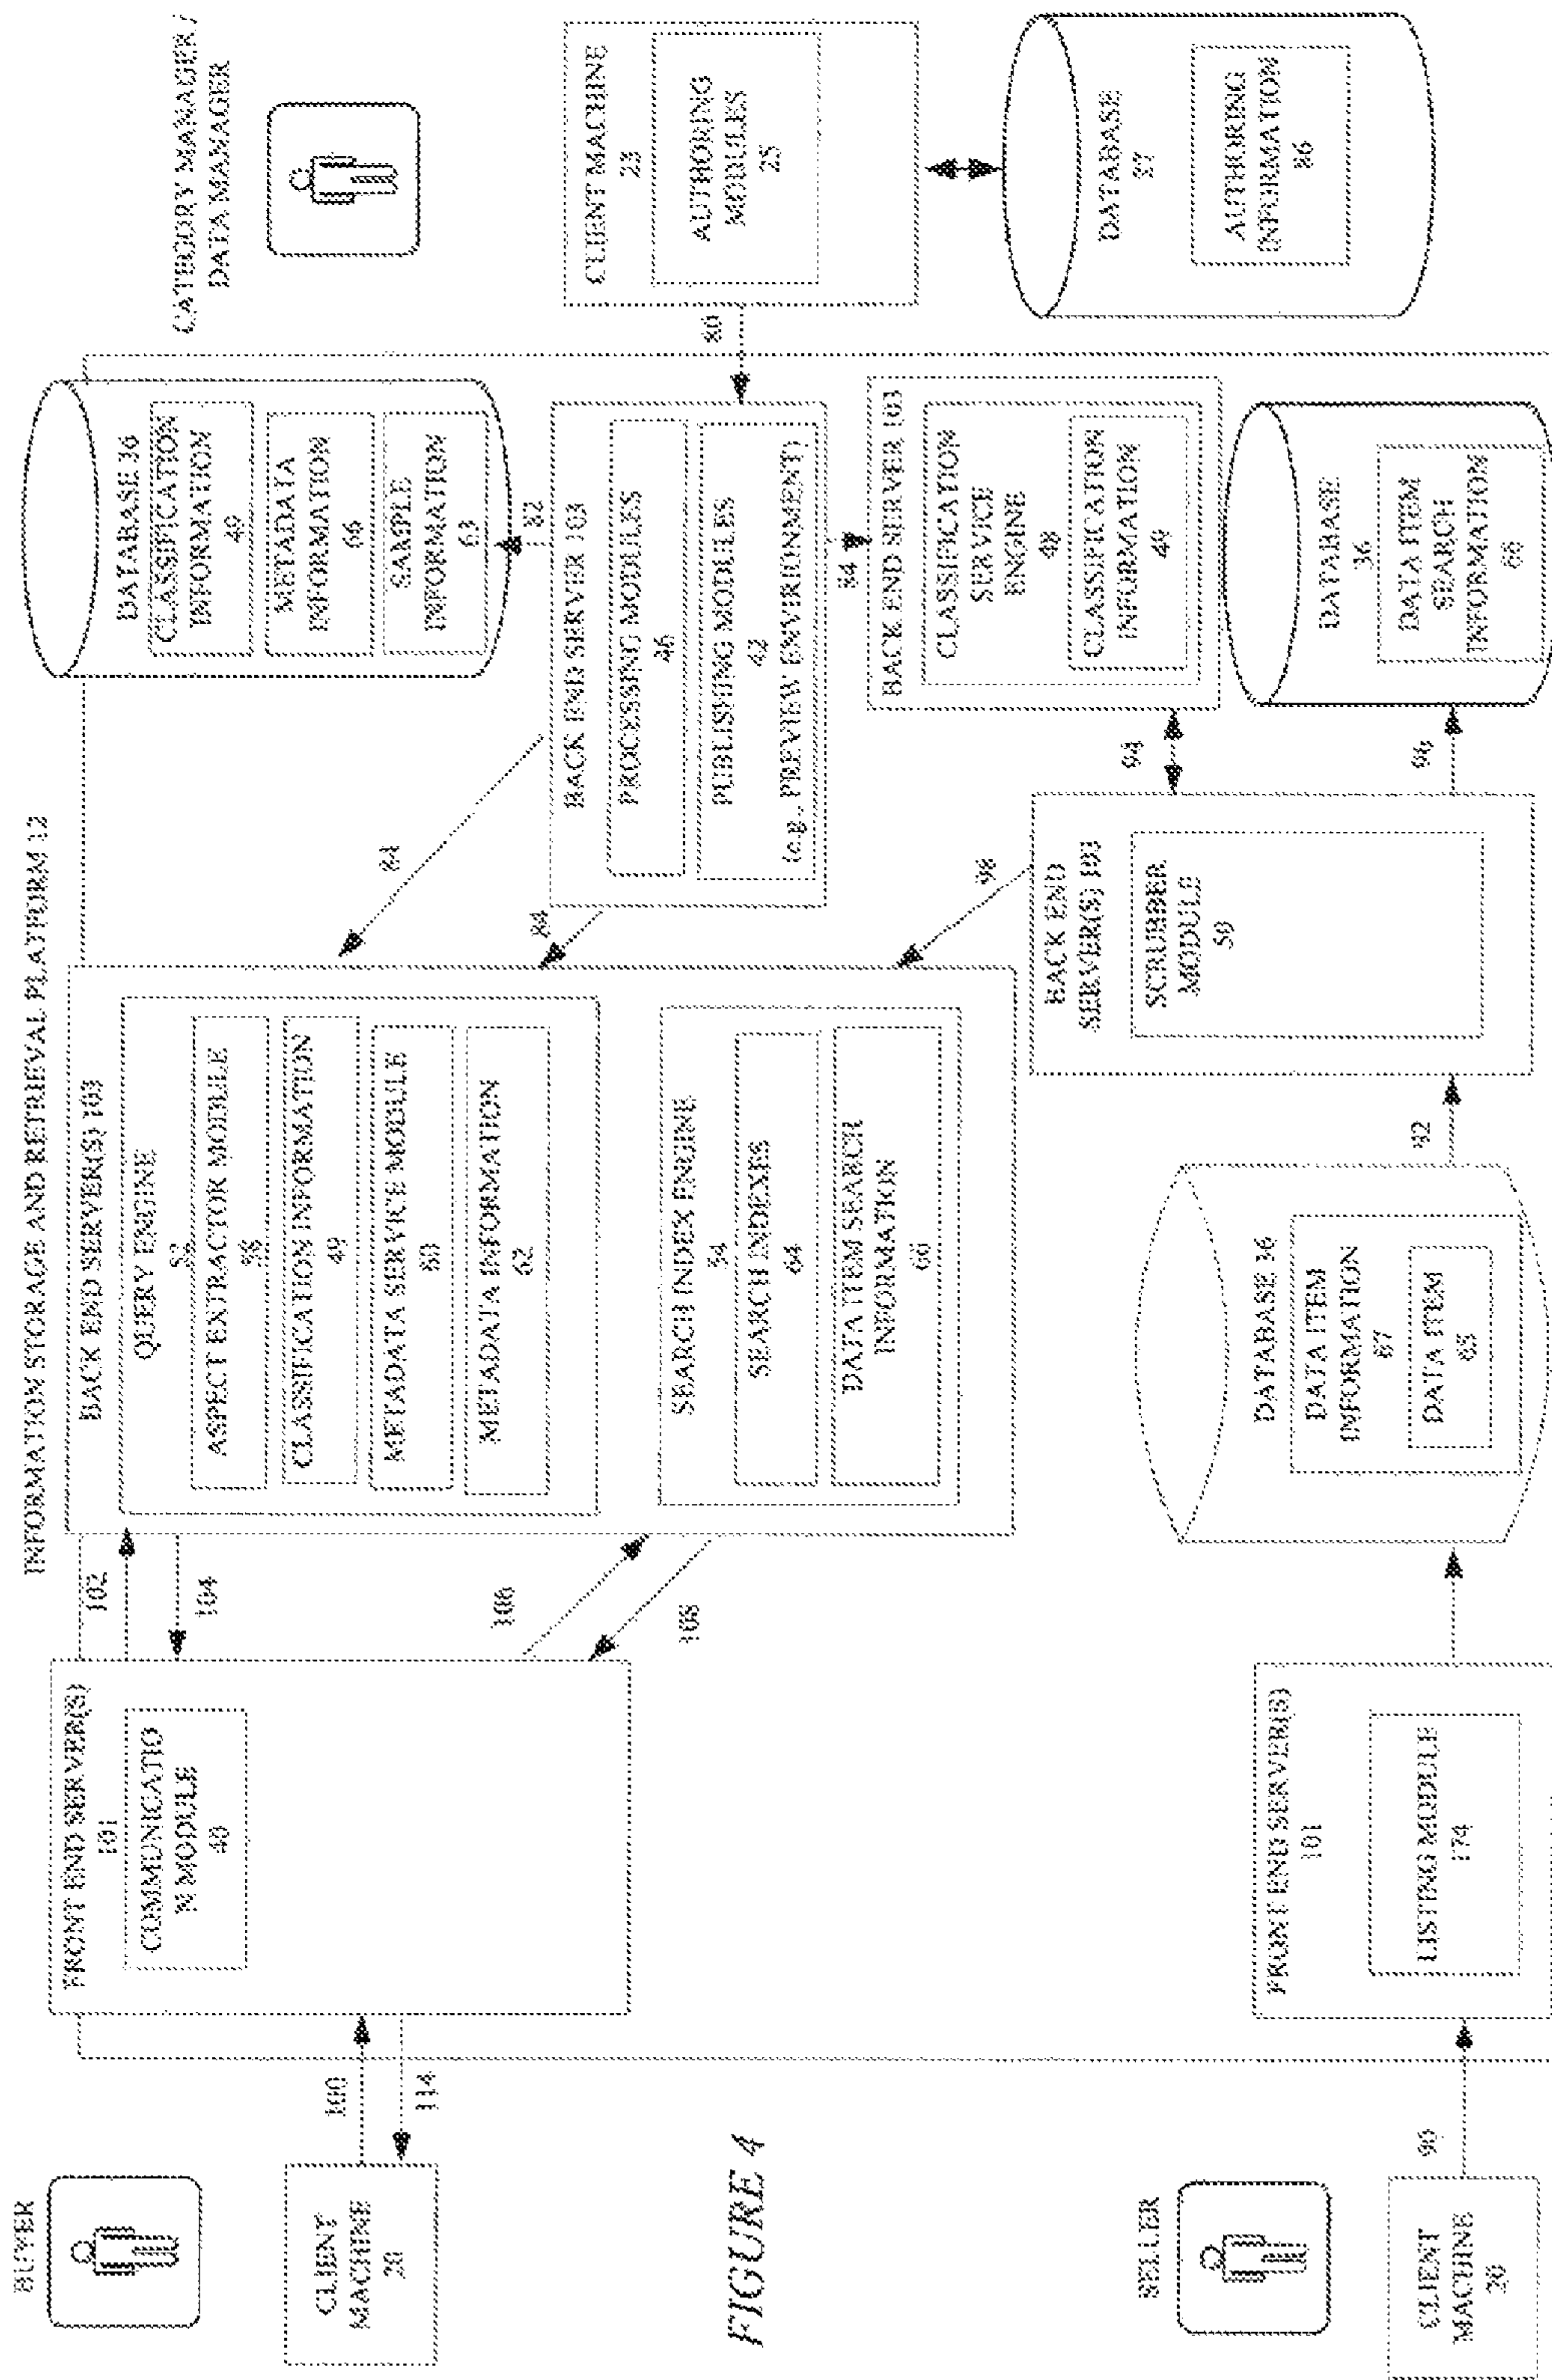 INFORMATION STORAGE AND RETRIEVAL PLATFORM 12
BUYER
CLIENT
MACHINE
20
100
114
FRONT END SERVER(S)
101
COMMUNICATIO
N MODULE
40
102
104
106
108
BACK END SERVER(S) 103
QUERY ENGINE
52
ASPECT EXTRACTOR MODULE
56
CLASSIFICATION INFORMATION
49
METADATA SERVICE MODULE
60
METADATA INFORMATION
62
SEARCH INDEX ENGINE
54
SEARCH INDEXES
64
DATA ITEM SEARCH
INFORMATION
66
84
84
98
DATABASE 36
CLASSIFICATION
INFORMATION
49
METADATA
INFORMATION
SAMPLE
INFORMATION
63
82
BACK END SERVER 103
PROCESSING MODULES
46
PUBLISHING MODULES
42
(e.g., PREVIEW ENVIRIONMENT)
84
BACK END SERVER 103
CLASSIFICATION
SERVICE
ENGINE
48
CLASSIFICATION
INFORMATION
49
94
DATABASE
36
DATA ITEM
SEARCH
INFORMATION
96
BACK END
SERVER(S) 103
SCRUBBER
MODULE
50
92
DATABASE 36
DATA ITEM
INFORMATION
67
DATA ITEM
65
CATEGORY MANAGER/
DATA MANAGER
CLIENT MACHINE
23
AUTHORING
MODULES
25
80
DATABASE
27
AUTHORING
INFORMATION
86
SELLER
CLIENT
MACHINE
20
90
FRONT END SERVER(S)
101
LISTING MODULE
174
FIGURE 4